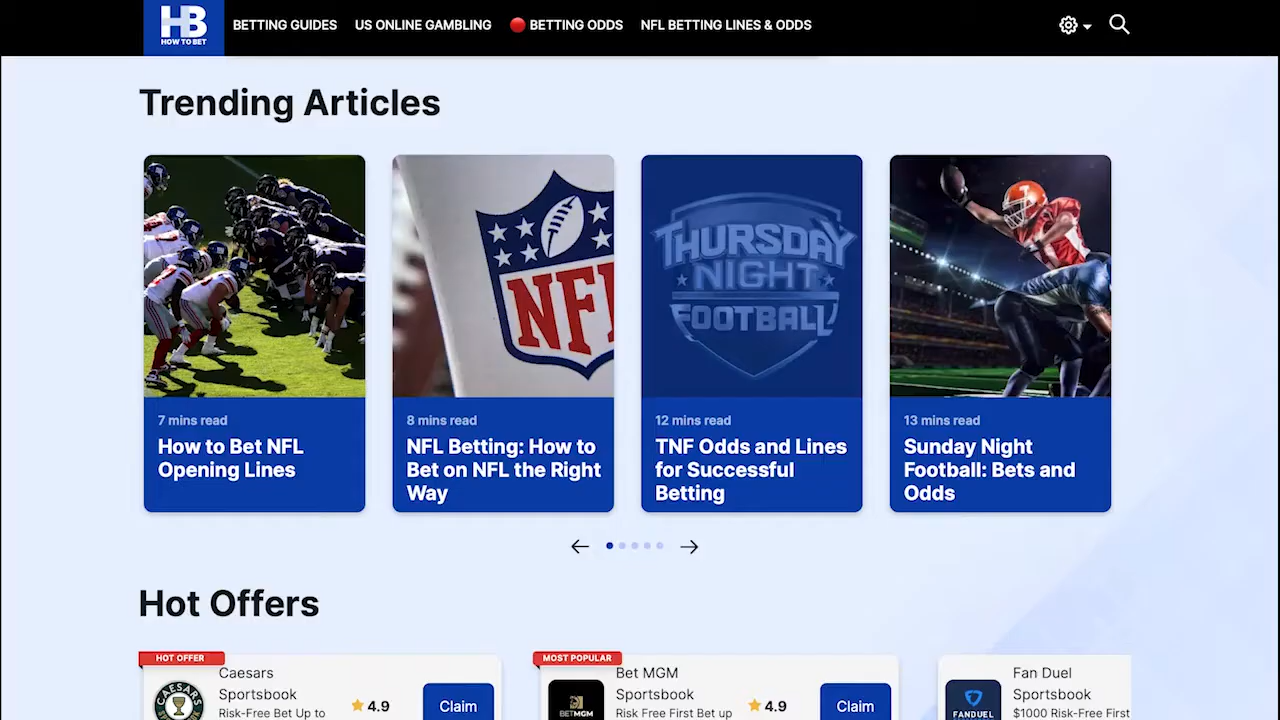 HB
HOW TO BET
BETTING GUIDES
US ONLINE GAMBLING
BETTING ODDS
NFL BETTING LINES & ODDS
Trending Articles
NFL
THURSDAY
NIGHT
FOOTBALL
7 mins read
How to Bet NFL
Opening Lines
8 mins read
NFL Betting: How to
Bet on NFL the Right
Way
12 mins read
TNF Odds and Lines
for Successful
Betting
13 mins read
Sunday Night
Football: Bets and
Odds
Hot Offers
HOT OFFER
Caesars
Sportsbook
Risk-Free Bet Up to
CAESARS
4.9
Claim
MOST POPULAR
Bet MGM
Sportsbook
Risk Free First Bet up
BETMGM
4.9
Claim
Fan Duel
Sportsbook
$1000 Risk-Free First
FANDUEL